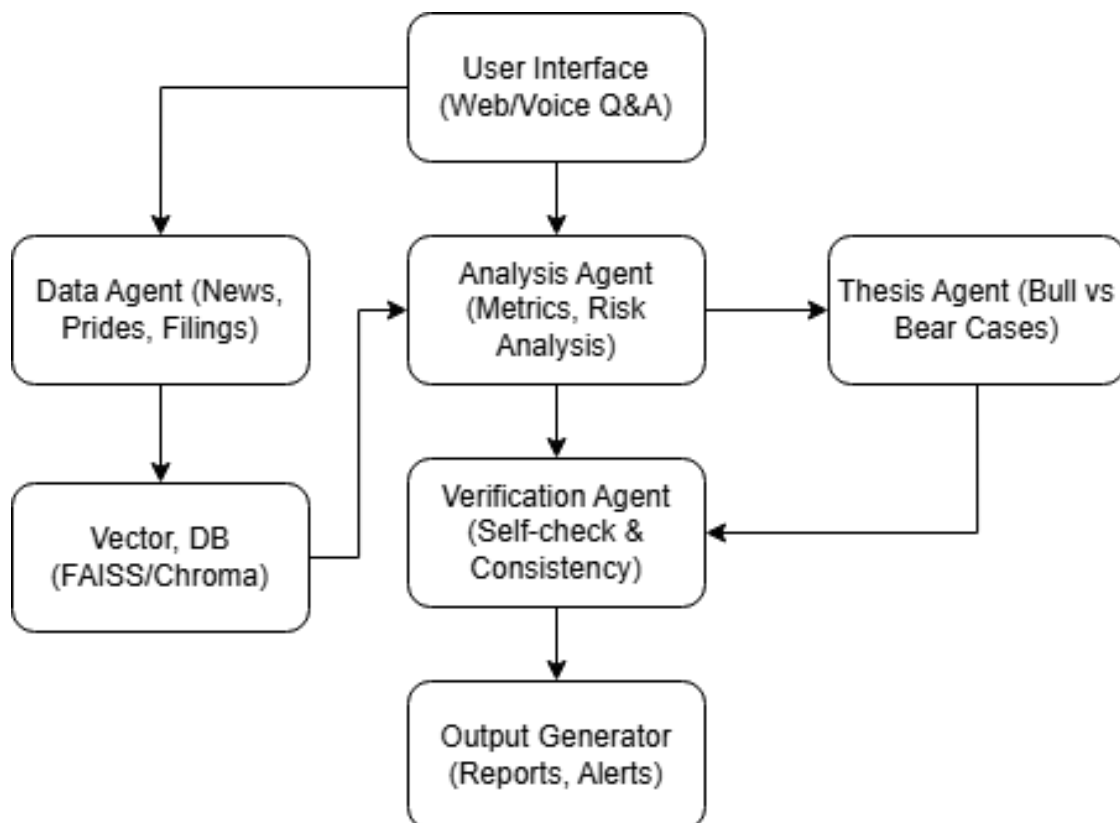 User Interface
(Web/Voice Q&A)
Data Agent (News,
Prides, Filings)
Analysis Agent
(Metrics, Risk
Analysis)
Thesis Agent (Bull vs
Bear Cases)
Vector, DB
(FAISS/Chroma)
Verification Agent
(Self-check &
Consistency)
Output Generator
(Reports, Alerts)